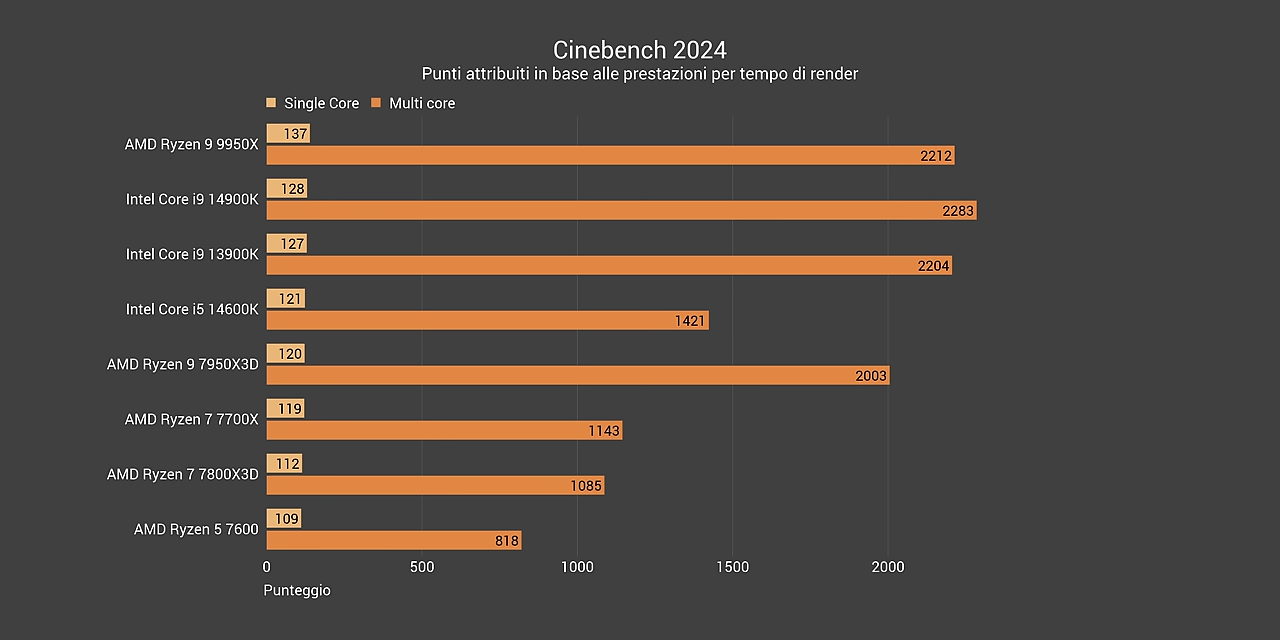 Cinebench 2024
Punti attribuiti in base alle prestazioni per tempo di render
Single Core Multi core
AMD Ryzen 9 9950X 137 2212
Intel Core i9 14900K 128 2283
Intel Core i9 13900K 127 2204
Intel Core i5 14600K 121 1421
AMD Ryzen 9 7950X3D 120 2003
AMD Ryzen 7 7700X 119 1143
AMD Ryzen 7 7800X3D 112 1085
AMD Ryzen 5 7600 109 818
0 500 1000 1500 2000
Punteggio